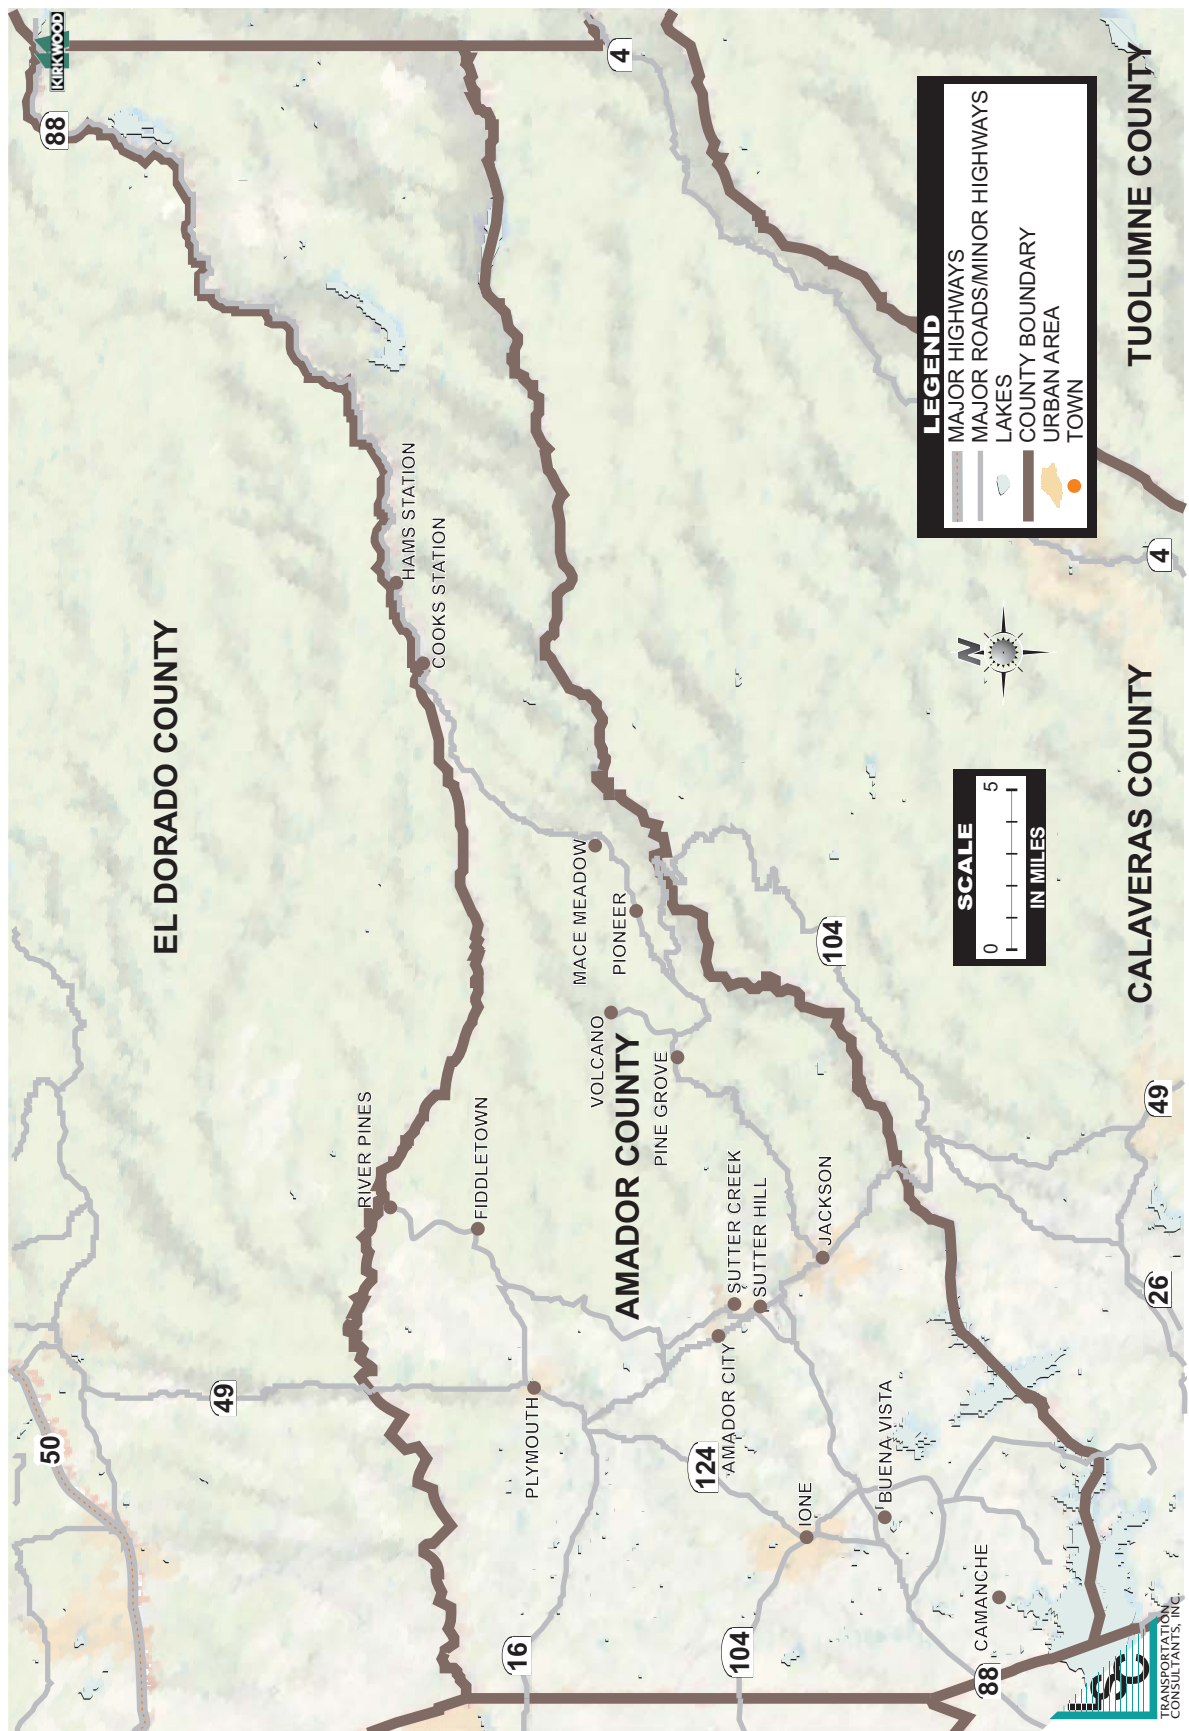 KIRKWOOD
88
4
EL DORADO COUNTY
HAMS STATION
COOKS STATION
MACE MEADOW
PIONEER
VOLCANO
AMADOR COUNTY
PINE GROVE
RIVER PINES
FIDDLETOWN
SUTTER CREEK
SUTTER HILL
JACKSON
AMADOR CITY
PLYMOUTH
BUENA VISTA
IONE
CAMANCHE
50
49
16
124
104
88
104
49
26
4
CALAVERAS COUNTY
TUOLUMNE COUNTY
LEGEND
MAJOR HIGHWAYS
MAJOR ROADS/MINOR HIGHWAYS
LAKES
COUNTY BOUNDARY
URBAN AREA
TOWN
N
SCALE
0 5
IN MILES
LSC
TRANSPORTATION
CONSULTANTS, INC.